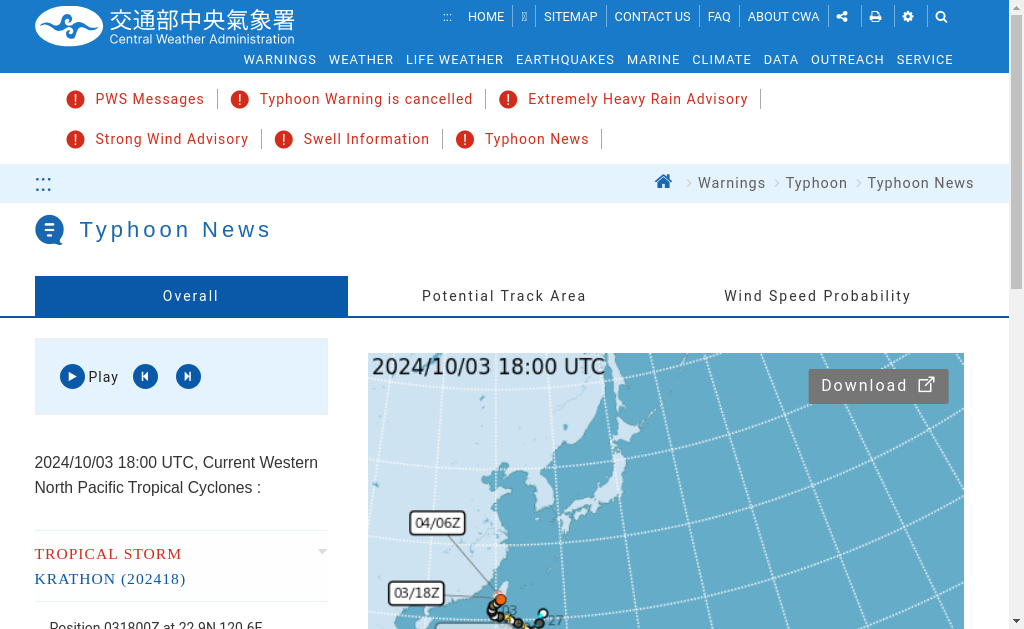 交通部中央氣象署
Central Weather Administration
::: HOME SITEMAP CONTACT US FAQ ABOUT CWA
WARNINGS WEATHER LIFE WEATHER EARTHQUAKES MARINE CLIMATE DATA OUTREACH SERVICE
PWS Messages Typhoon Warning is cancelled Extremely Heavy Rain Advisory
Strong Wind Advisory Swell Information Typhoon News
::: Warnings Typhoon Typhoon News
Typhoon News
Overall Potential Track Area Wind Speed Probability
Play
2024/10/03 18:00 UTC
Download
2024/10/03 18:00 UTC, Current Western
North Pacific Tropical Cyclones :
04/06Z
TROPICAL STORM
KRATHON (202418)
03/18Z
03
27
Position 031800Z at 22.9N 120.6E